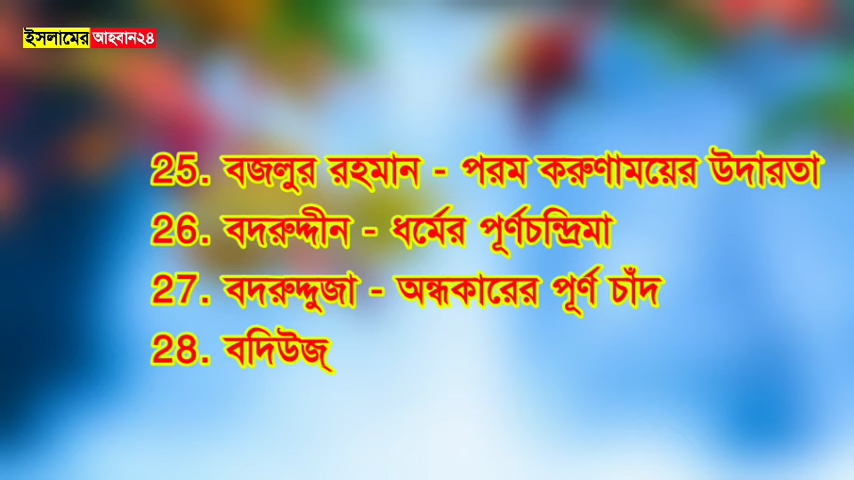 ইসলামের আহবান২৪
25. বজলুর রহমান - পরম করুণাময়ের উদারতা
26. বদরুদ্দীন - ধর্মের পূর্ণচন্দ্রিমা
27. বদরুদ্দুজা - অন্ধকারের পূর্ণ চাঁদ
28. বদিউজ্